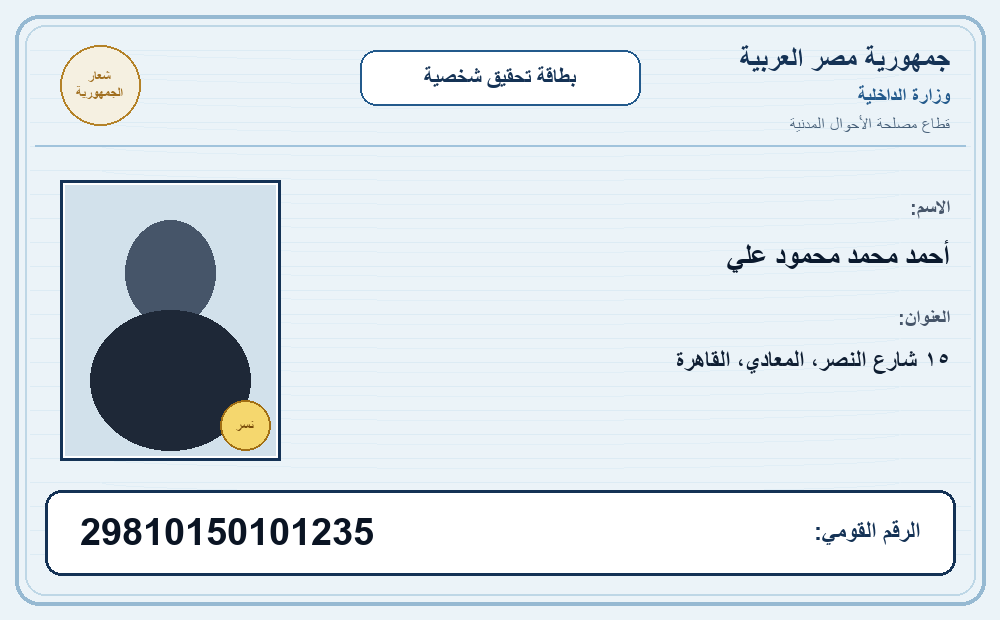 جمهورية مصر العربية
وزارة الداخلية
قطاع مصلحة الأحوال المدنية
بطاقة تحقيق شخصية
شعار
الجمهورية
الاسم:
أحمد محمد محمود علي
العنوان:
١٥ شارع النصر، المعادي، القاهرة
نسر
الرقم القومي:
29810150101235